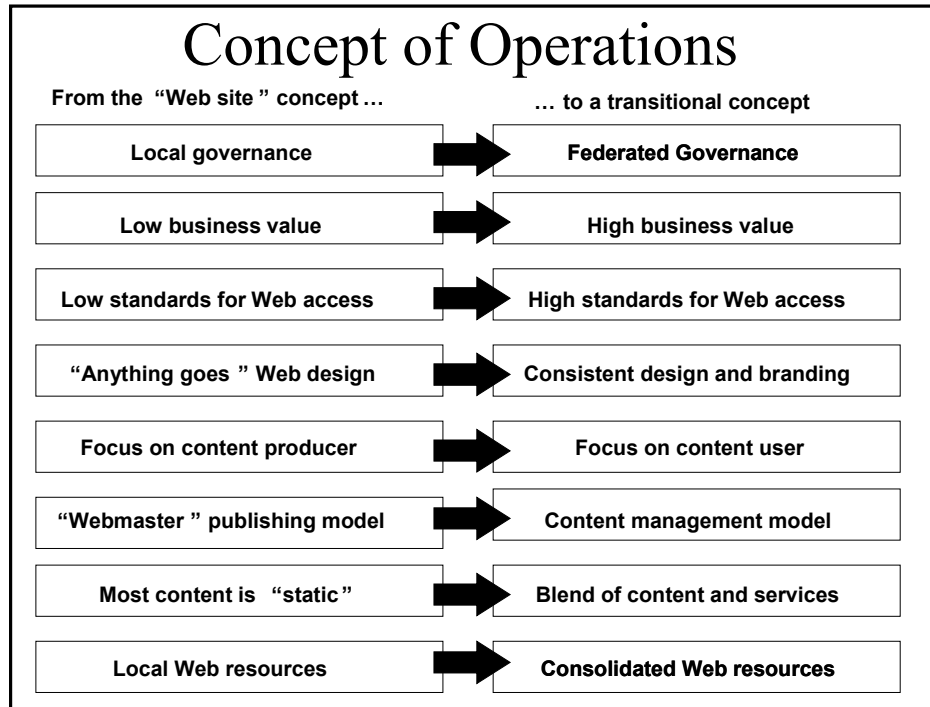 Concept of Operations
From the “Web site ” concept …
… to a transitional concept
Local governance
Federated Governance
Low business value
High business value
Low standards for Web access
High standards for Web access
“Anything goes ” Web design
Consistent design and branding
Focus on content producer
Focus on content user
“Webmaster ” publishing model
Content management model
Most content is “static ”
Blend of content and services
Local Web resources
Consolidated Web resources